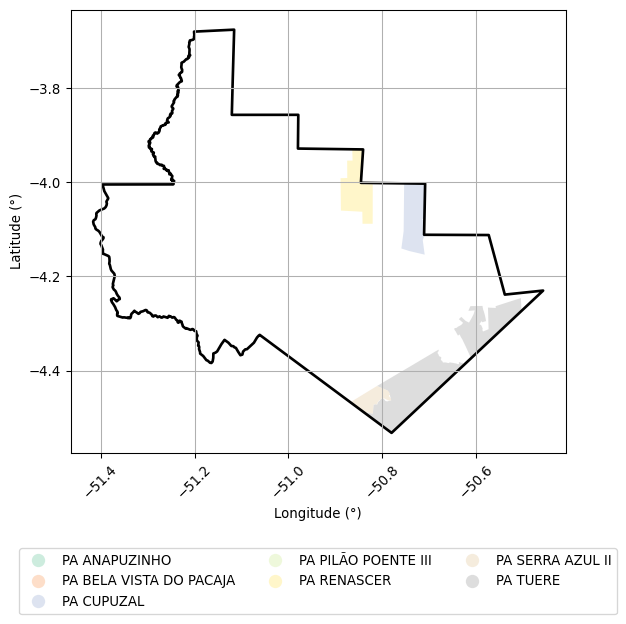 −3.8
−4.0
−4.2
−4.4
Latitude (°)
−51.4
−51.2
−51.0
−50.8
−50.6
Longitude (°)
PA ANAPUZINHO
PA BELA VISTA DO PACAJA
PA CUPUZAL
PA PILÃO POENTE III
PA RENASCER
PA SERRA AZUL II
PA TUERE